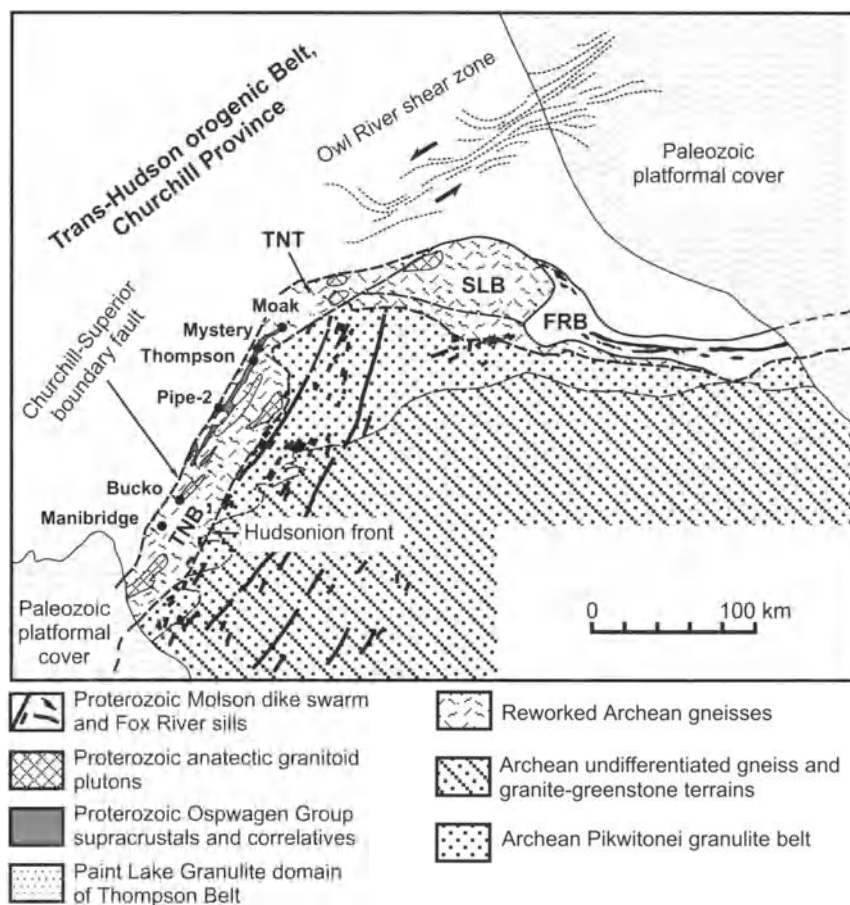 Trans-Hudson orogenic Belt,
Churchill Province
Owl River shear zone
Paleozoic
platformal cover
TNT
SLB
FRB
Moak
Mystery
Thompson
Pipe-2
Churchill-Superior
boundary fault
Bucko
Manibridge
TNB
Hudsonion front
Paleozoic
platformal cover
0 100 km
Proterozoic Molson dike swarm
and Fox River sills
Proterozoic anatectic granitoid
plutons
Proterozoic Ospwagen Group
supracrustals and correlatives
Paint Lake Granulite domain
of Thompson Belt
Reworked Archean gneisses
Archean undifferentiated gneiss and
granite-greenstone terrains
Archean Pikwitonei granulite belt